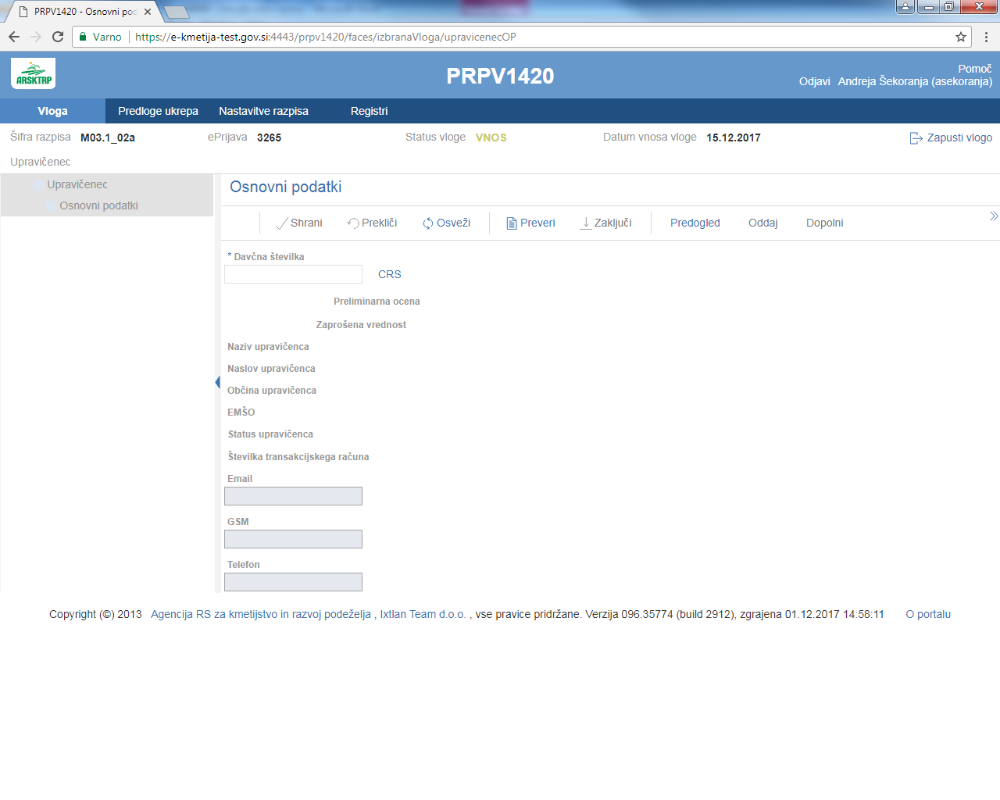 PRPV1420 - Osnovni pod
Varno https://e-kmetija-test.gov.si:4443/prpv1420/faces/izbranaVloga/upravicenecOP
ARSKTRP
PRPV1420
Pomoč
Odjavi Andreja Šekoranja (asekoranja)
Vloga Predloge ukrepa Nastavitve razpisa Registri
Šifra razpisa M03.1_02a ePrijava 3265 Status vloge VNOS Datum vnosa vloge 15.12.2017 Zapusti vlogo
Upravičenec
Upravičenec
Osnovni podatki
Osnovni podatki
Shrani Prekliči Osveži Preveri Zaključi Predogled Oddaj Dopolni
* Davčna številka
CRS
Preliminarna ocena
Zaprošena vrednost
Naziv upravičenca
Naslov upravičenca
Občina upravičenca
EMŠO
Status upravičenca
Številka transakcijskega računa
Email
GSM
Telefon
Copyright (©) 2013 Agencija RS za kmetijstvo in razvoj podeželja , Ixtlan Team d.o.o. , vse pravice pridržane. Verzija 096.35774 (build 2912), zgrajena 01.12.2017 14:58:11 O portalu